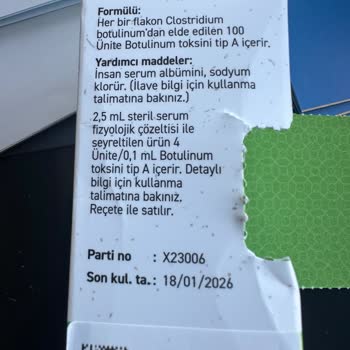 Formülü:
Her bir flakon Clostridium
botulinum'dan elde edilen 100
Ünite Botulinum toksini tip A içerir.
Yardımcı maddeler:
İnsan serum albümini, sodyum
klorür. (İlave bilgi için kullanma
talimatına bakınız.)
2,5 mL steril serum
fizyolojik çözeltisi ile
seyreltilen ürün 4
Ünite/0,1 mL Botulinum
toksini tip A içerir. Detaylı
bilgi için kullanma
talimatına bakınız.
Reçete ile satılır.
Parti no : X23006
Son kul. ta.: 18/01/2026